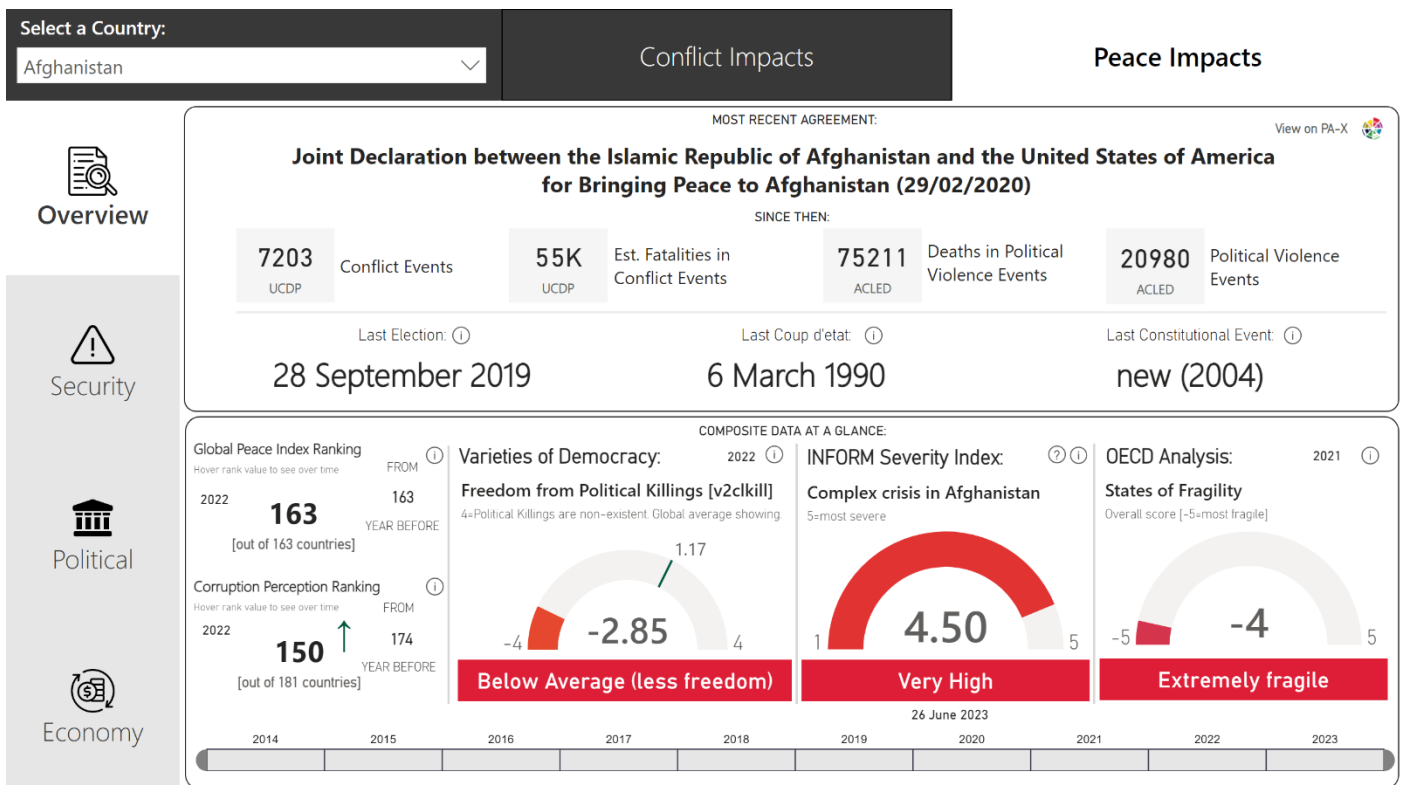 Select a Country:
Afghanistan
Conflict Impacts
Peace Impacts
Overview
Security
Political
Economy
MOST RECENT AGREEMENT:
View on PA-X
Joint Declaration between the Islamic Republic of Afghanistan and the United States of America
for Bringing Peace to Afghanistan (29/02/2020)
SINCE THEN:
7203
UCDP
Conflict Events
55K
UCDP
Est. Fatalities in
Conflict Events
75211
ACLED
Deaths in Political
Violence Events
20980
ACLED
Political Violence
Events
Last Election:
28 September 2019
Last Coup d'etat:
6 March 1990
Last Constitutional Event:
new (2004)
COMPOSITE DATA AT A GLANCE:
Global Peace Index Ranking
Hover rank value to see over time
2022
163
[out of 163 countries]
FROM
163
YEAR BEFORE
Corruption Perception Ranking
Hover rank value to see over time
2022
150
[out of 181 countries]
FROM
174
YEAR BEFORE
Varieties of Democracy:
2022
Freedom from Political Killings [v2clkill]
4=Political Killings are non-existent. Global average showing.
1.17
-4
-2.85
4
Below Average (less freedom)
INFORM Severity Index:
Complex crisis in Afghanistan
5=most severe
1
4.50
5
Very High
26 June 2023
OECD Analysis:
2021
States of Fragility
Overall score [-5=most fragile]
-5
-4
5
Extremely fragile
2014 2015 2016 2017 2018 2019 2020 2021 2022 2023